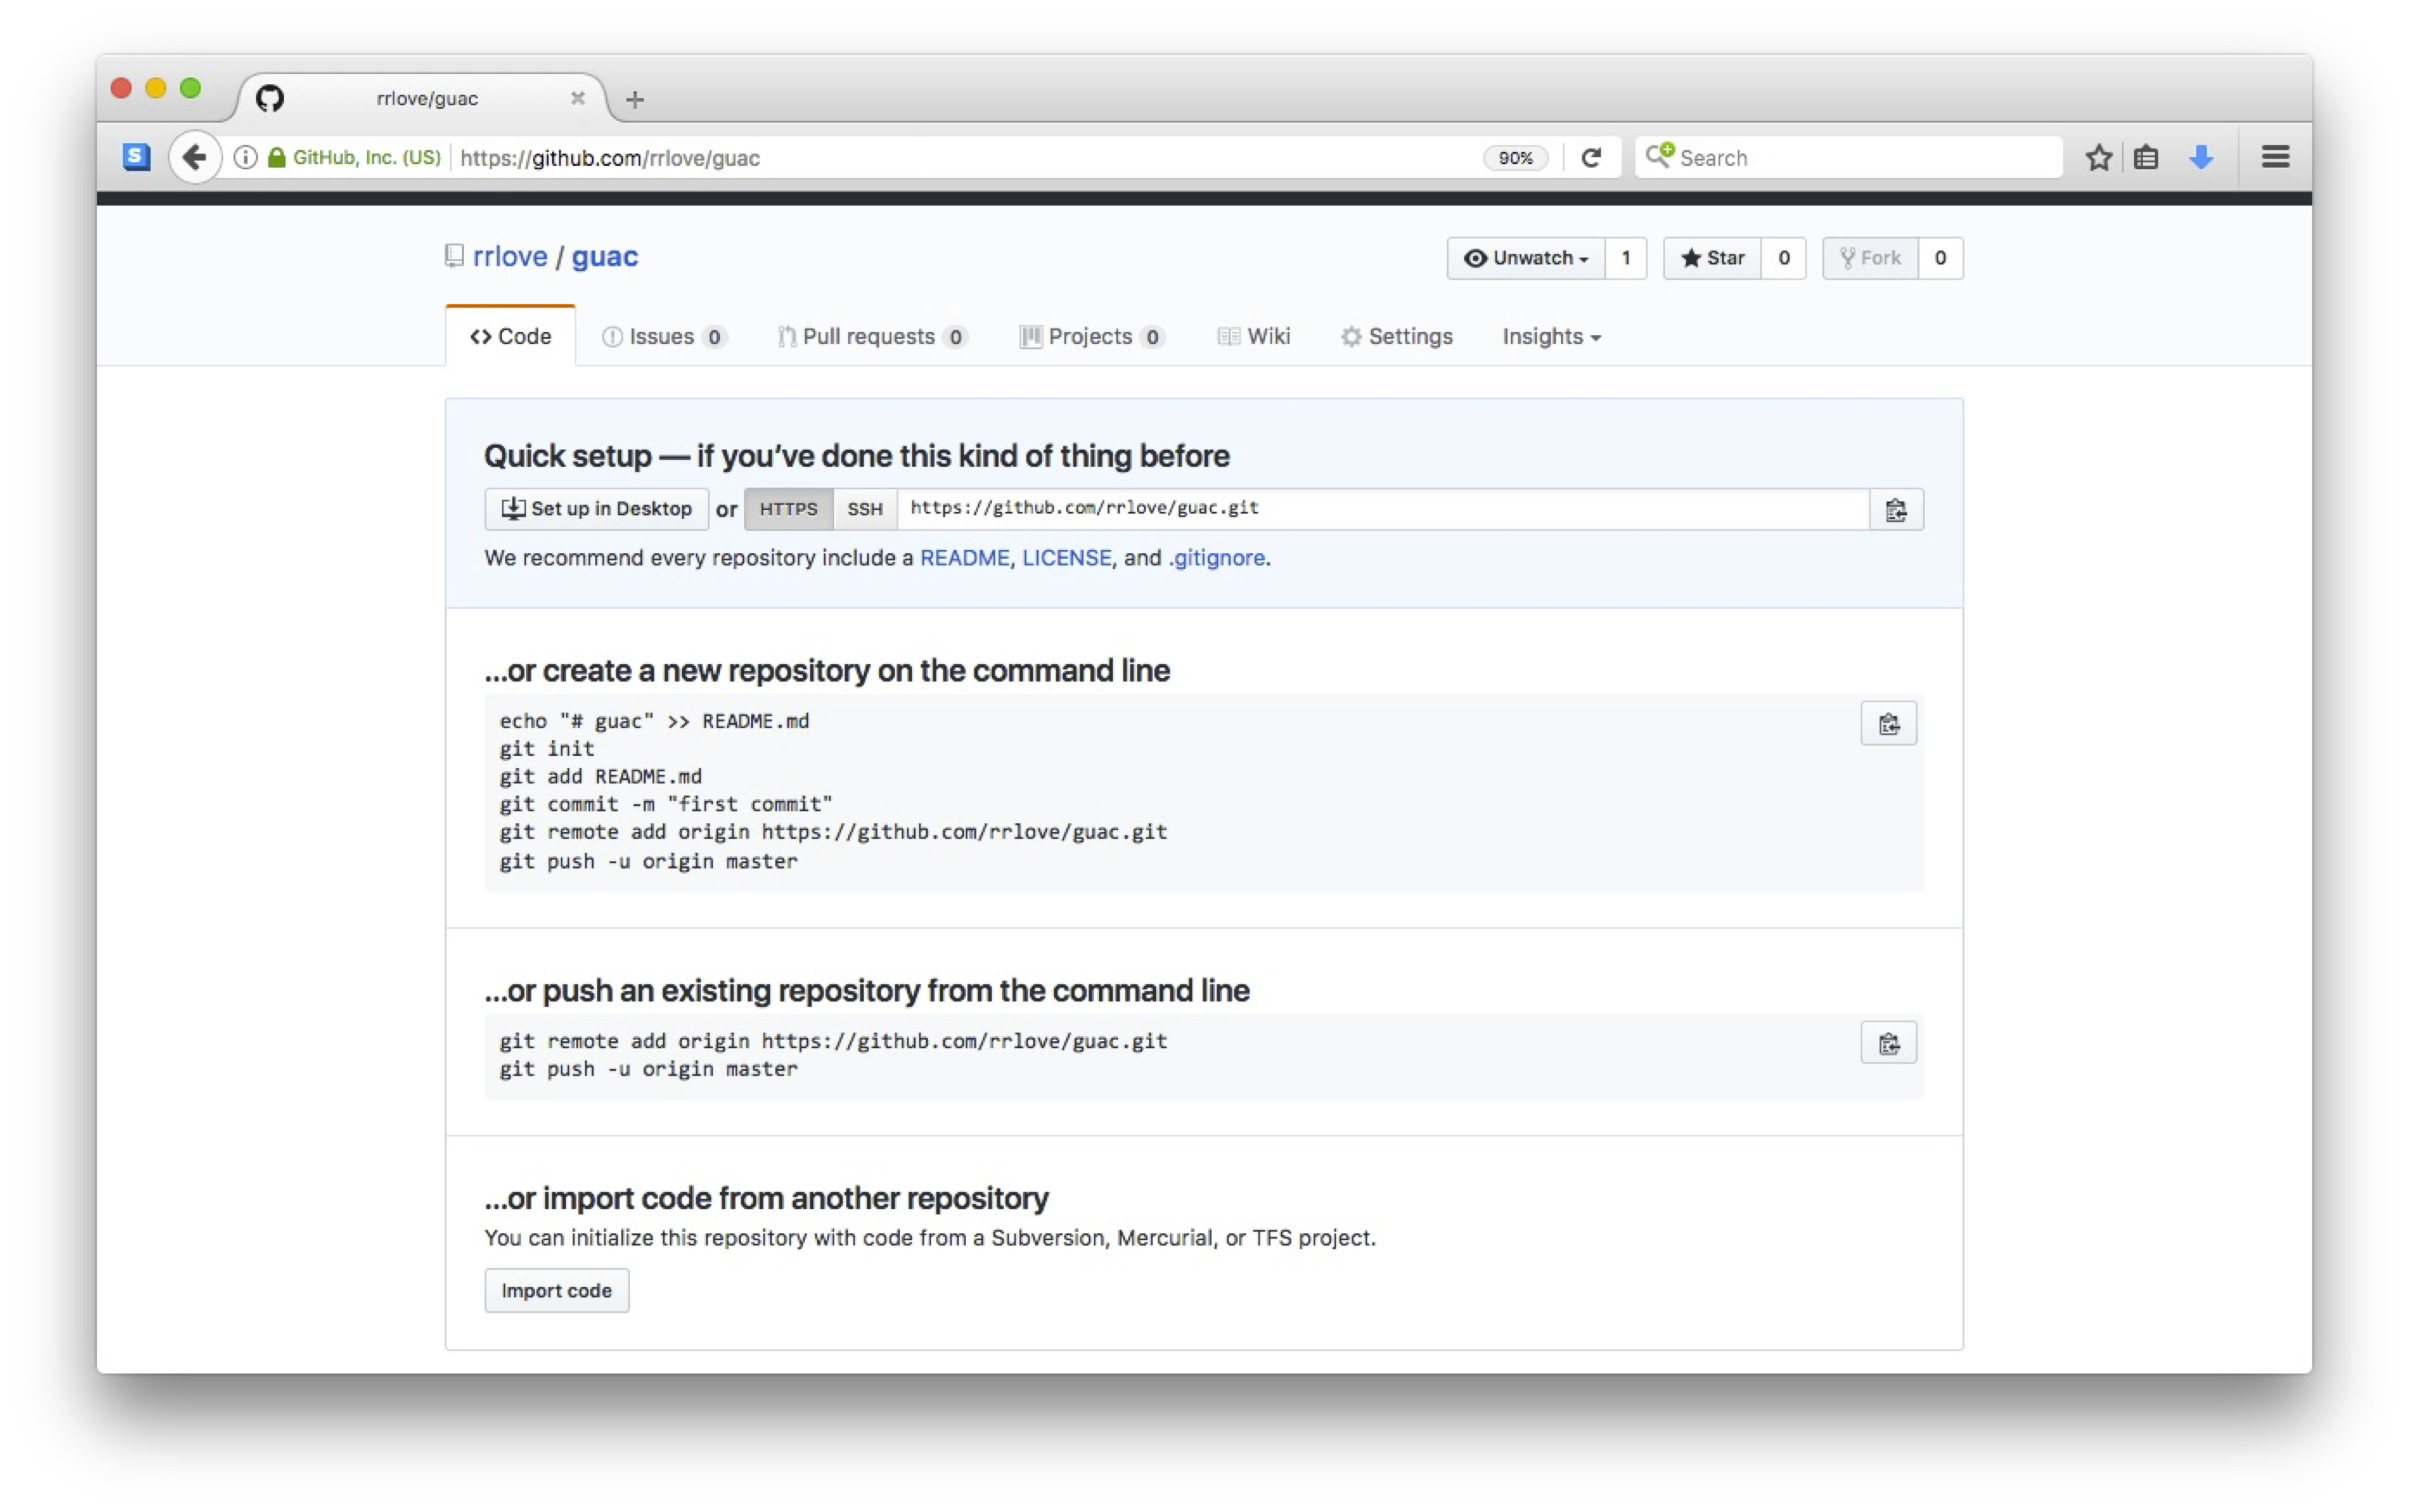 rrlove/guac
S
GitHub, Inc. (US) https://github.com/rrlove/guac 90% Search
rrlove / guac Unwatch 1 Star 0 Fork 0
<> Code Issues 0 Pull requests 0 Projects 0 Wiki Settings Insights
Quick setup — if you’ve done this kind of thing before
Set up in Desktop or HTTPS SSH https://github.com/rrlove/guac.git
We recommend every repository include a README, LICENSE, and .gitignore.
…or create a new repository on the command line
echo "# guac" >> README.md
git init
git add README.md
git commit -m "first commit"
git remote add origin https://github.com/rrlove/guac.git
git push -u origin master
…or push an existing repository from the command line
git remote add origin https://github.com/rrlove/guac.git
git push -u origin master
…or import code from another repository
You can initialize this repository with code from a Subversion, Mercurial, or TFS project.
Import code